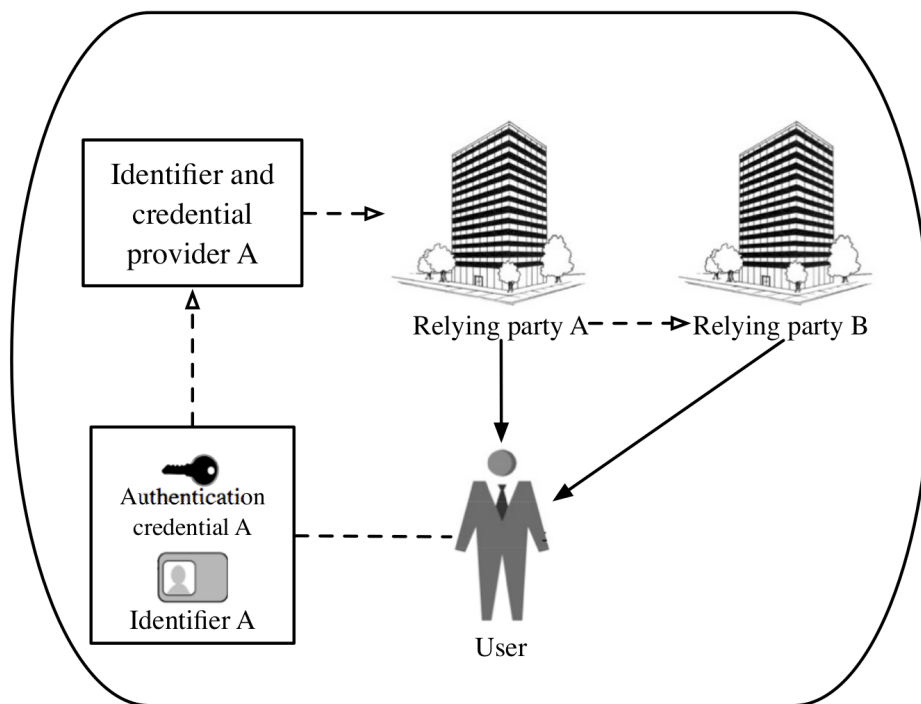 Identifier and
credential
provider A
Relying party A
Relying party B
Authentication
credential A
Identifier A
User